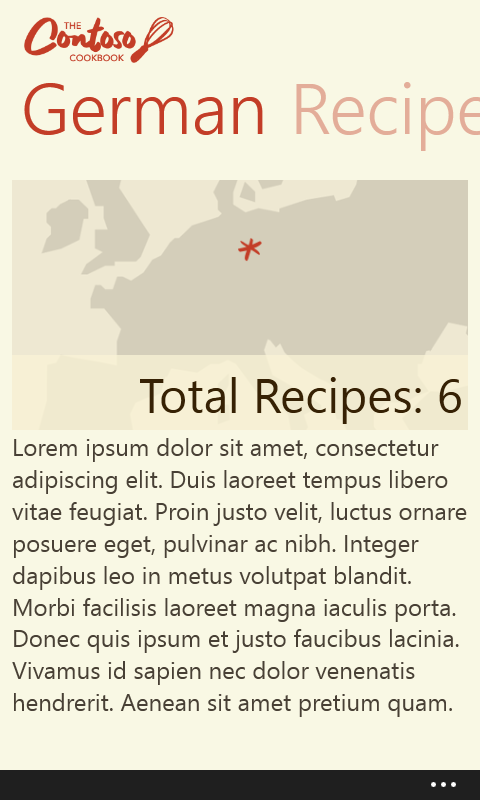 THE
Contoso
COOKBOOK
German Recipe
Total Recipes: 6
Lorem ipsum dolor sit amet, consectetur
adipiscing elit. Duis laoreet tempus libero
vitae feugiat. Proin justo velit, luctus ornare
posuere eget, pulvinar ac nibh. Integer
dapibus leo in metus volutpat blandit.
Morbi facilisis laoreet magna iaculis porta.
Donec quis ipsum et justo faucibus lacinia.
Vivamus id sapien nec dolor venenatis
hendrerit. Aenean sit amet pretium quam.